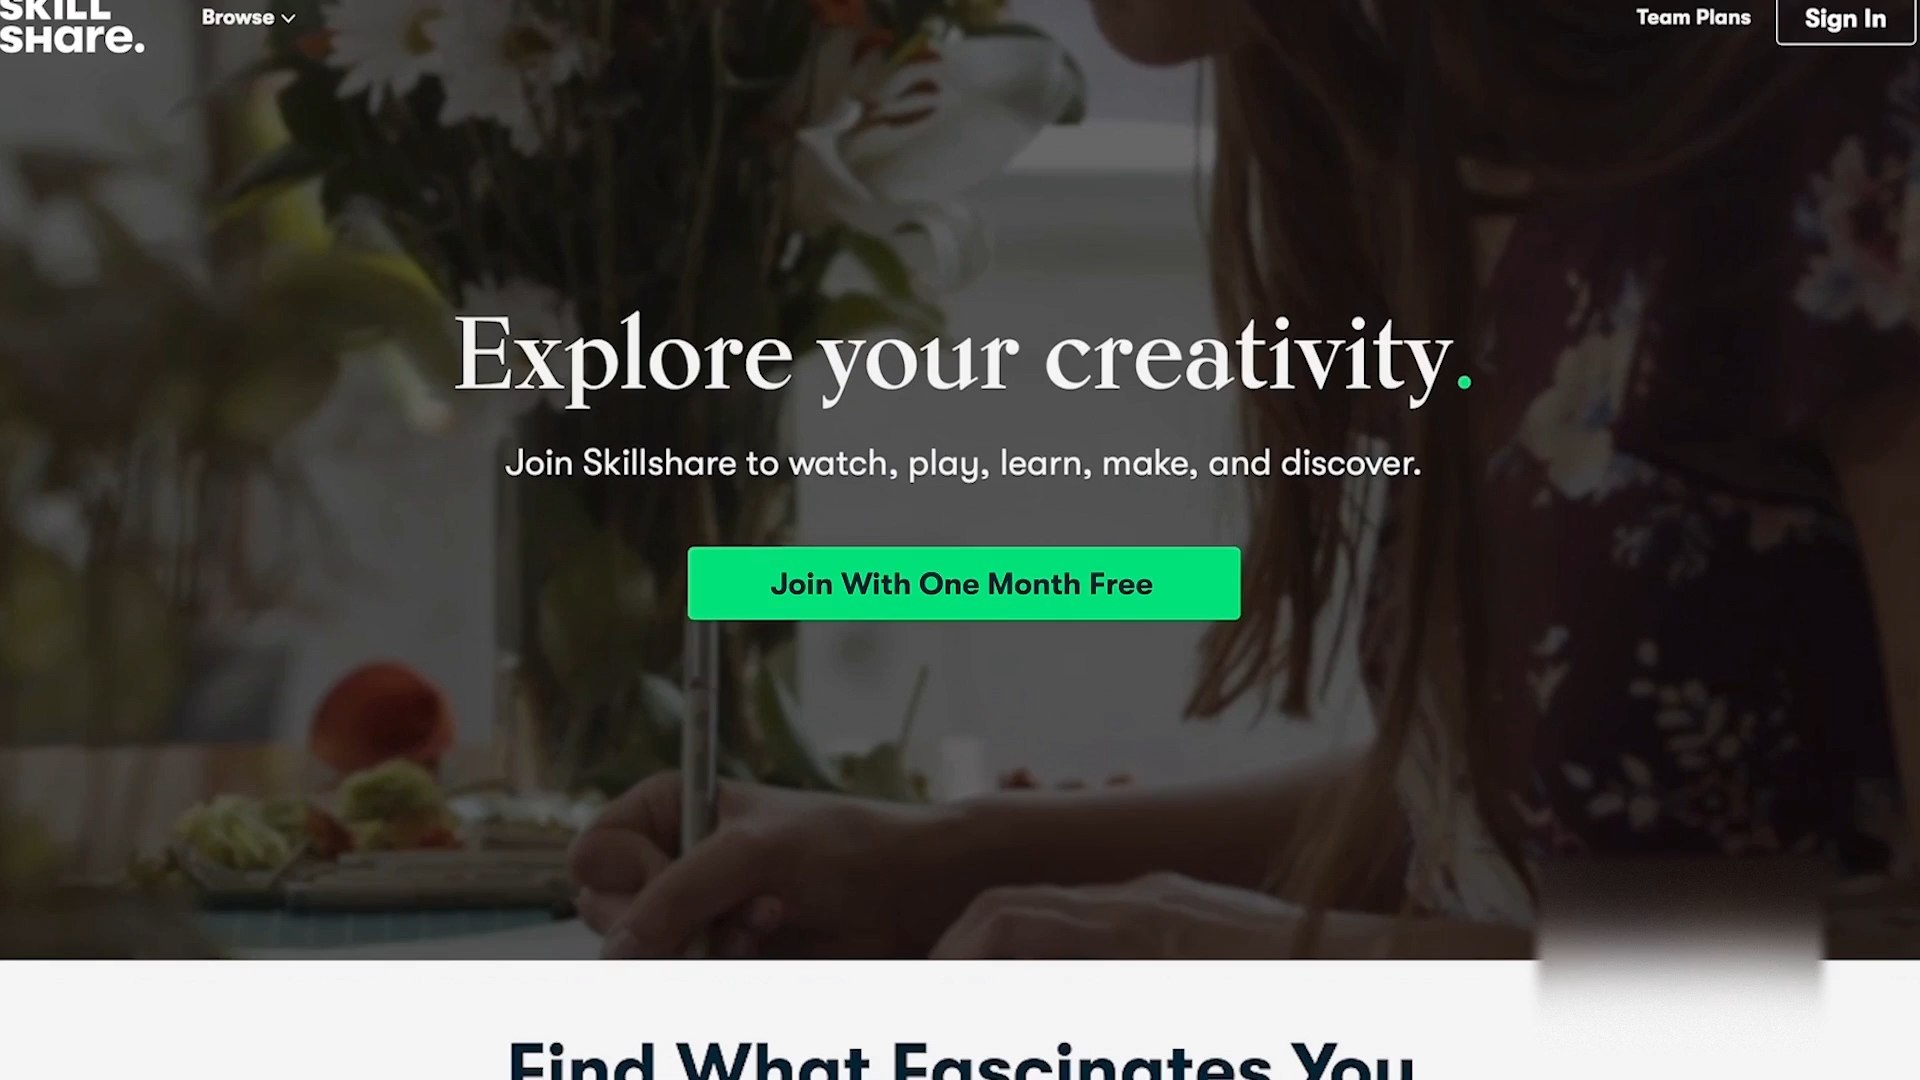 SKILL
SHare.
Browse
Team Plans
Sign In
Explore your creativity.
Join Skillshare to watch, play, learn, make, and discover.
Join With One Month Free
Find What Fascinates You